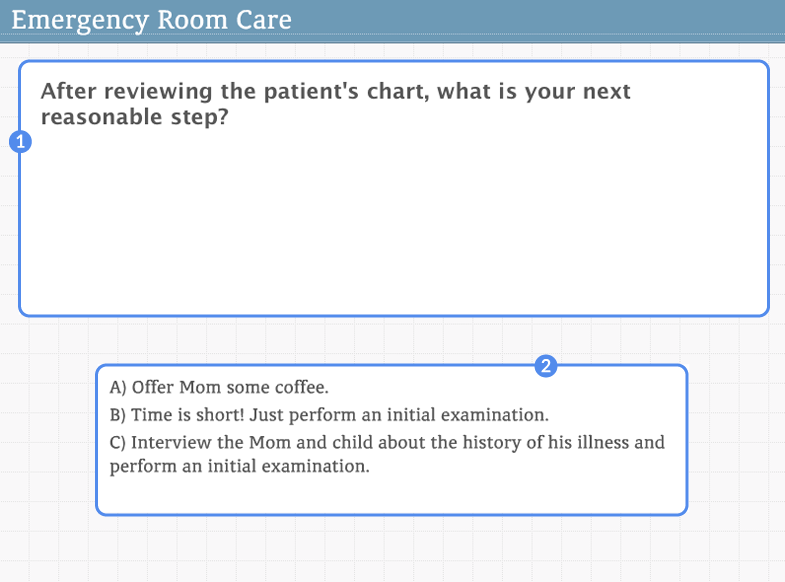 Emergency Room Care
After reviewing the patient's chart, what is your next
reasonable step?
1
2
A) Offer Mom some coffee.
B) Time is short! Just perform an initial examination.
C) Interview the Mom and child about the history of his illness and
perform an initial examination.